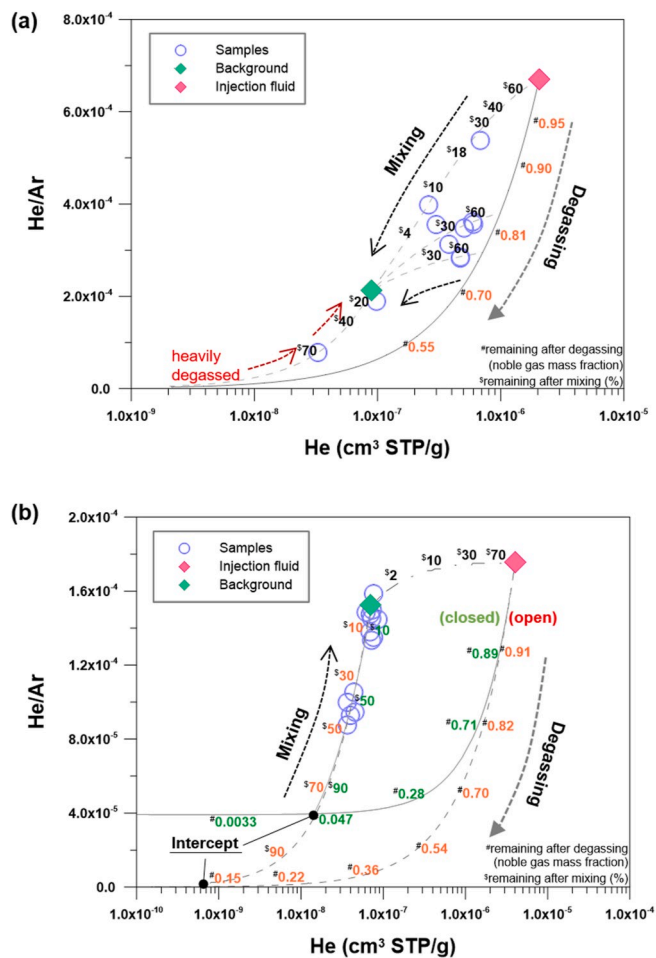 (a)
He/Ar
8.0x10⁻⁴
6.0x10⁻⁴
4.0x10⁻⁴
2.0x10⁻⁴
0.0
Samples
Background
Injection fluid
$60
$40
$30
$18
$10
$4
$60
$30
$60
$30
$20
$40
$70
Mixing
Degassing
#0.95
#0.90
#0.81
#0.70
#0.55
heavily
degassed
#remaining after degassing
(noble gas mass fraction)
$remaining after mixing (%)
1.0x10⁻⁹ 1.0x10⁻⁸ 1.0x10⁻⁷ 1.0x10⁻⁶ 1.0x10⁻⁵
He (cm³ STP/g)
(b)
He/Ar
2.0x10⁻⁴
1.6x10⁻⁴
1.2x10⁻⁴
8.0x10⁻⁵
4.0x10⁻⁵
0.0
Samples
Injection fluid
Background
$2
$10
$30
$70
(closed) (open)
$10
$10
$30
$50
$50
$70
$90
$90
Mixing
Degassing
#0.89
#0.91
#0.71
#0.82
#0.28
#0.70
#0.0033
0.047
#0.54
#0.36
#0.22
#0.15
Intercept
#remaining after degassing
(noble gas mass fraction)
$remaining after mixing (%)
1.0x10⁻¹⁰ 1.0x10⁻⁹ 1.0x10⁻⁸ 1.0x10⁻⁷ 1.0x10⁻⁶ 1.0x10⁻⁵ 1.0x10⁻⁴
He (cm³ STP/g)